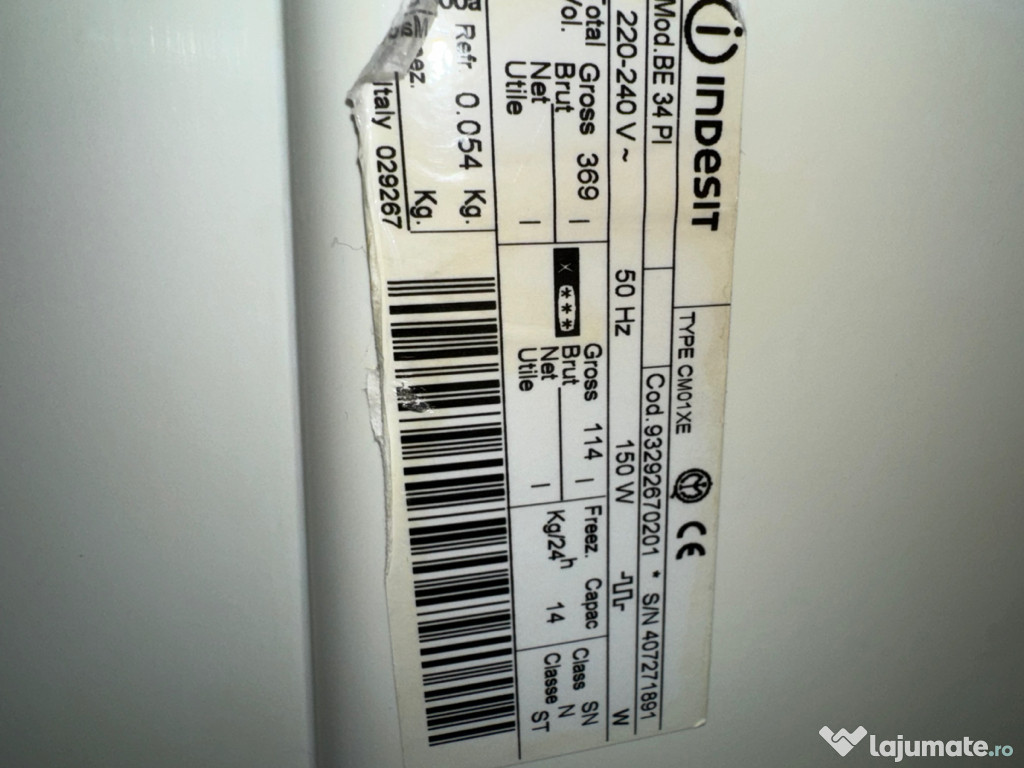 INDESIT
TYPE CM01XE
CE
Mod.BE 34 PI
Cod.93292670201 * S/N 407271891
220-240 V ~ 50 Hz 150 W W
Total Gross 369 l Gross 114 l Freez. Capac Class SN
Vol. Brut Brut Kg/24h 14 Classe N
Net l Net l ST
Utile Utile
Refr 0.054 Kg.
ez. Kg.
Italy 029267
lajumate.ro